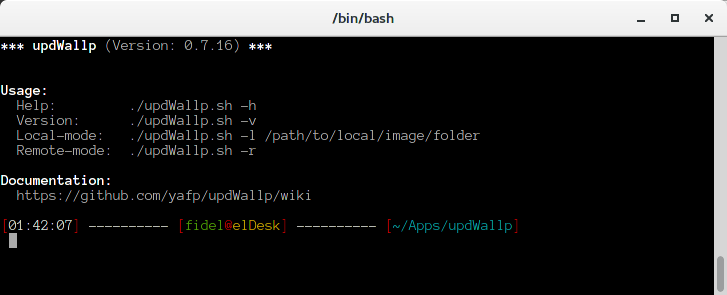 /bin/bash
*** updWallp (Version: 0.7.16) ***
Usage:
Help: ./updWallp.sh -h
Version: ./updWallp.sh -v
Local-mode: ./updWallp.sh -l /path/to/local/image/folder
Remote-mode: ./updWallp.sh -r
Documentation:
https://github.com/yafp/updWallp/wiki
[01:42:07] ---------- [fidel@elDesk] ---------- [~/Apps/updWallp]